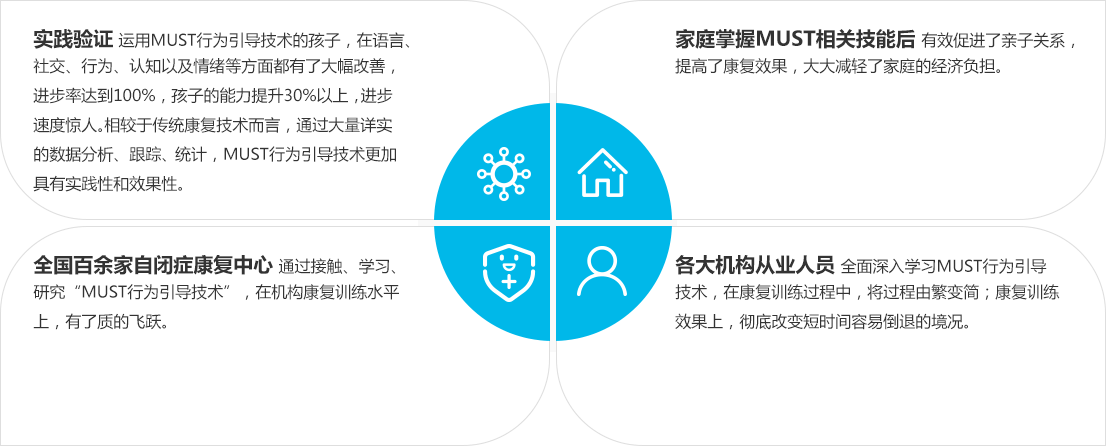 实践验证 运用MUST行为引导技术的孩子，在语言、
社交、行为、认知以及情绪等方面都有了大幅改善，
进步率达到100%，孩子的能力提升30%以上，进步
速度惊人。相较于传统康复技术而言，通过大量详实
的数据分析、跟踪、统计，MUST行为引导技术更加
具有实践性和效果性。
家庭掌握MUST相关技能后 有效促进了亲子关系，
提高了康复效果，大大减轻了家庭的经济负担。
全国百余家自闭症康复中心 通过接触、学习、
研究“MUST行为引导技术”，在机构康复训练水平
上，有了质的飞跃。
各大机构从业人员 全面深入学习MUST行为引导
技术，在康复训练过程中，将过程由繁变简；康复训练
效果上，彻底改变短时间容易倒退的境况。